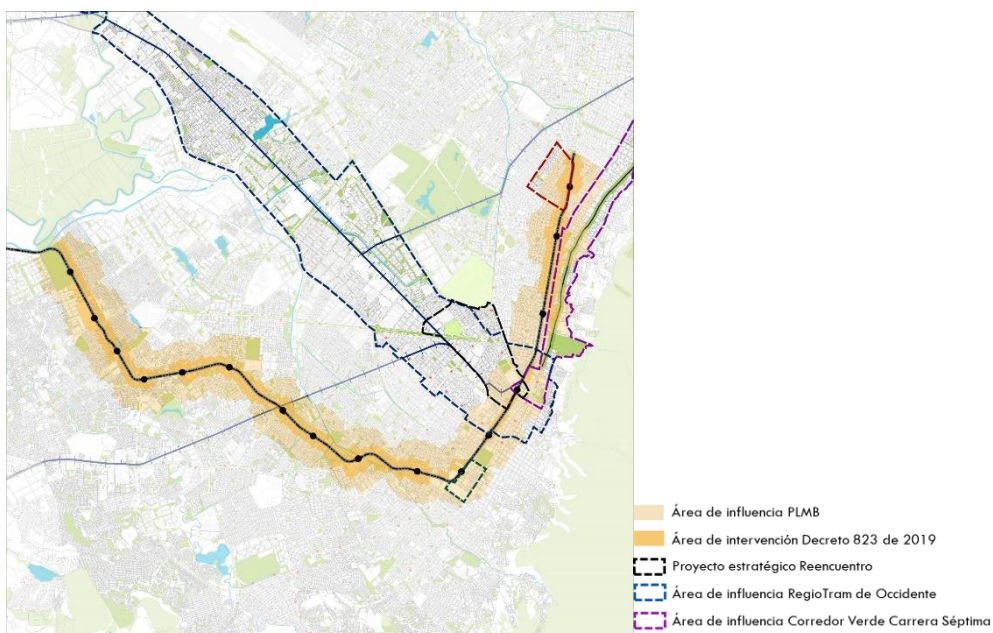 Área de influencia PLMB
Área de intervención Decreto 823 de 2019
Proyecto estratégico Reencuentro
Área de influencia RegioTram de Occidente
Área de influencia Corredor Verde Carrera Séptima